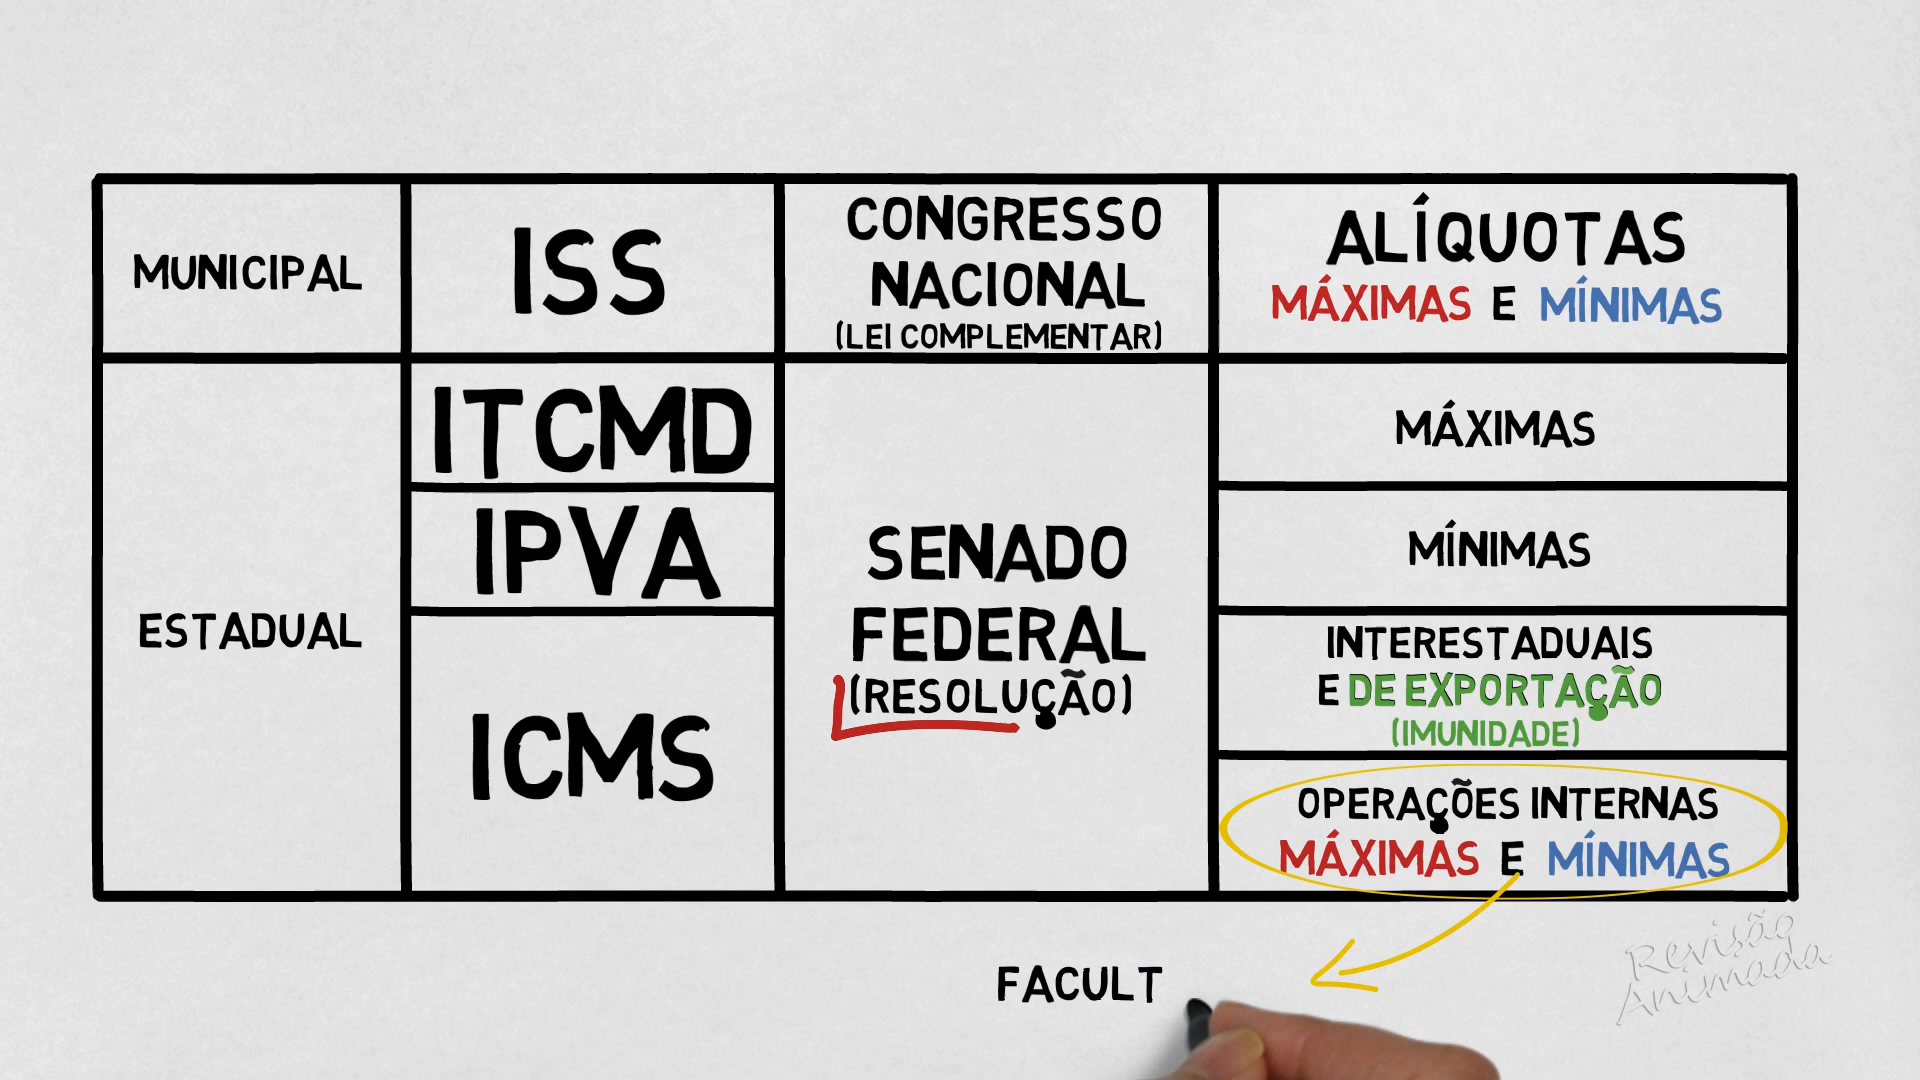 MUNICIPAL
ISS
CONGRESSO
NACIONAL
(LEI COMPLEMENTAR)
ALÍQUOTAS
MÁXIMAS E MÍNIMAS
ESTADUAL
ITCMD
IPVA
ICMS
SENADO
FEDERAL
(RESOLUÇÃO)
MÁXIMAS
MÍNIMAS
INTERESTADUAIS
E DE EXPORTAÇÃO
(IMUNIDADE)
OPERAÇÕES INTERNAS
MÁXIMAS E MÍNIMAS
FACULT
Revisão
Animada